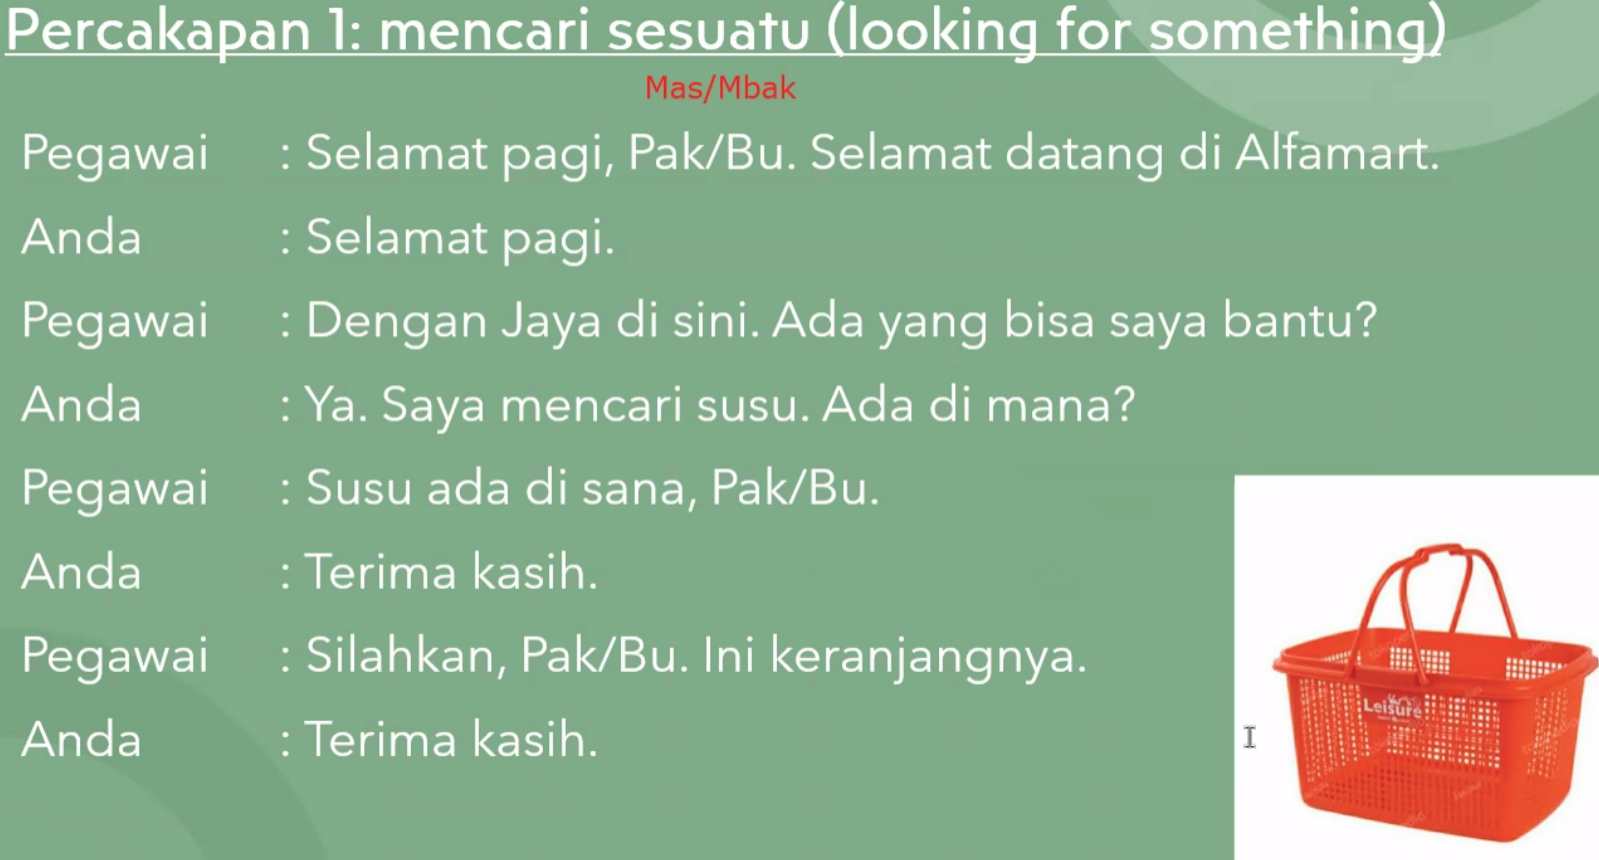 Percakapan 1: mencari sesuatu (looking for something)
Mas/Mbak
Pegawai : Selamat pagi, Pak/Bu. Selamat datang di Alfamart.
Anda : Selamat pagi.
Pegawai : Dengan Jaya di sini. Ada yang bisa saya bantu?
Anda : Ya. Saya mencari susu. Ada di mana?
Pegawai : Susu ada di sana, Pak/Bu.
Anda : Terima kasih.
Pegawai : Silahkan, Pak/Bu. Ini keranjangnya.
Anda : Terima kasih.
Leisure